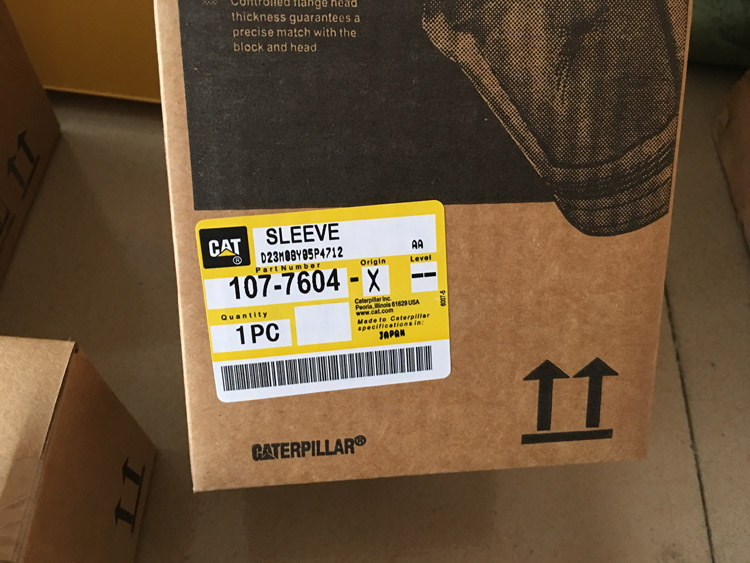 Controlled flange head
thickness guarantees a
precise match with the
block and head
CAT®
SLEEVE
D23M0BY05P4712
AA
Part Number
Origin
Level
107-7604-X
--
Caterpillar Inc.
Peoria, Illinois 61629 USA
www.cat.com
Quantity
1PC
Made to Caterpillar
specifications in:
JAPAN
CATERPILLAR®